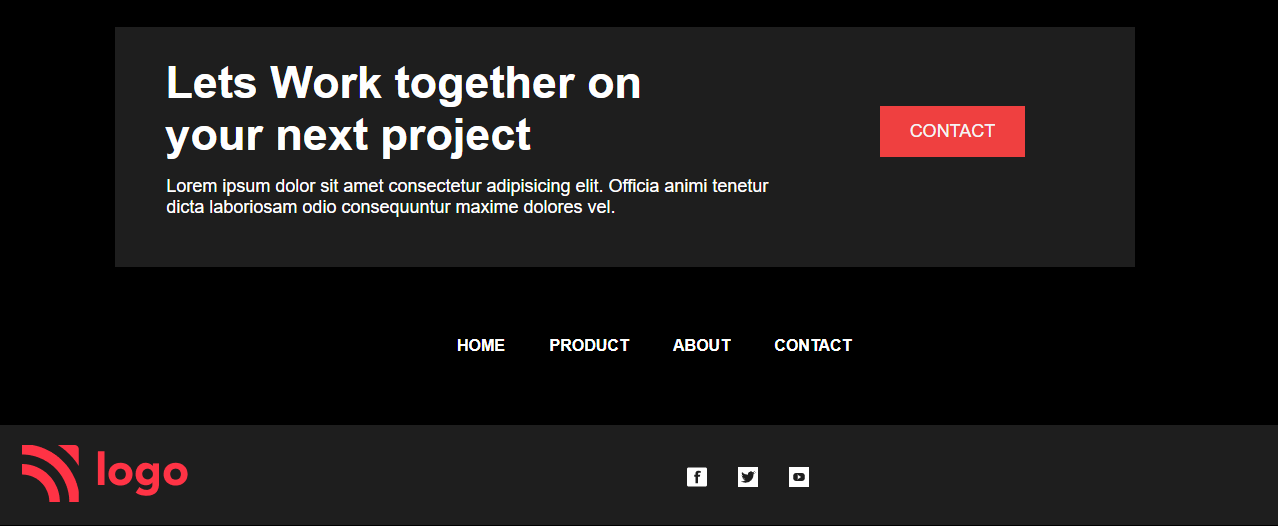 Lets Work together on
your next project
Lorem ipsum dolor sit amet consectetur adipisicing elit. Officia animi tenetur
dicta laboriosam odio consequuntur maxime dolores vel.
CONTACT
HOME PRODUCT ABOUT CONTACT
logo